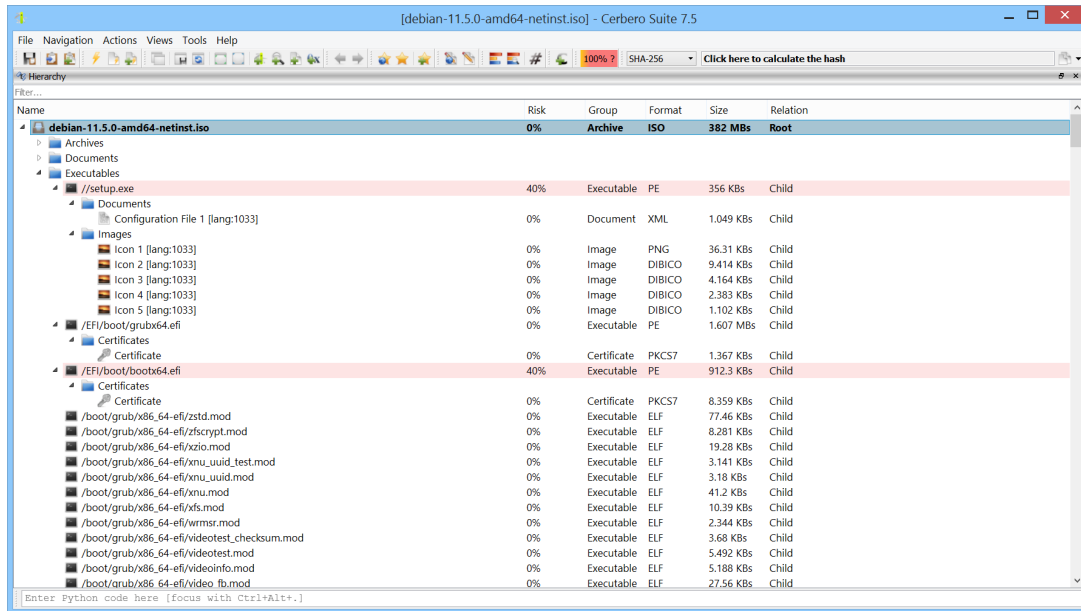 [debian-11.5.0-amd64-netinst.iso] - Cerbero Suite 7.5
File Navigation Actions Views Tools Help
100% ? SHA-256 Click here to calculate the hash
Hierarchy
Filter...
Name Risk Group Format Size Relation
debian-11.5.0-amd64-netinst.iso 0% Archive ISO 382 MBs Root
Archives
Documents
Executables
//setup.exe 40% Executable PE 356 KBs Child
Documents
Configuration File 1 [lang:1033] 0% Document XML 1.049 KBs Child
Images
Icon 1 [lang:1033] 0% Image PNG 36.31 KBs Child
Icon 2 [lang:1033] 0% Image DIBICO 9.414 KBs Child
Icon 3 [lang:1033] 0% Image DIBICO 4.164 KBs Child
Icon 4 [lang:1033] 0% Image DIBICO 2.383 KBs Child
Icon 5 [lang:1033] 0% Image DIBICO 1.102 KBs Child
/EFI/boot/grubx64.efi 0% Executable PE 1.607 MBs Child
Certificates
Certificate 0% Certificate PKCS7 1.367 KBs Child
/EFI/boot/bootx64.efi 40% Executable PE 912.3 KBs Child
Certificates
Certificate 0% Certificate PKCS7 8.359 KBs Child
/boot/grub/x86_64-efi/zstd.mod 0% Executable ELF 77.46 KBs Child
/boot/grub/x86_64-efi/zfscrypt.mod 0% Executable ELF 8.281 KBs Child
/boot/grub/x86_64-efi/xzio.mod 0% Executable ELF 19.28 KBs Child
/boot/grub/x86_64-efi/xnu_uuid_test.mod 0% Executable ELF 3.141 KBs Child
/boot/grub/x86_64-efi/xnu_uuid.mod 0% Executable ELF 3.18 KBs Child
/boot/grub/x86_64-efi/xnu.mod 0% Executable ELF 41.2 KBs Child
/boot/grub/x86_64-efi/xfs.mod 0% Executable ELF 10.39 KBs Child
/boot/grub/x86_64-efi/wrmsr.mod 0% Executable ELF 2.344 KBs Child
/boot/grub/x86_64-efi/videotest_checksum.mod 0% Executable ELF 3.68 KBs Child
/boot/grub/x86_64-efi/videotest.mod 0% Executable ELF 5.492 KBs Child
/boot/grub/x86_64-efi/videoinfo.mod 0% Executable ELF 5.188 KBs Child
/boot/grub/x86_64-efi/video_fb.mod 0% Executable ELF 27.56 KBs Child
Enter Python code here [focus with Ctrl+Alt+.]